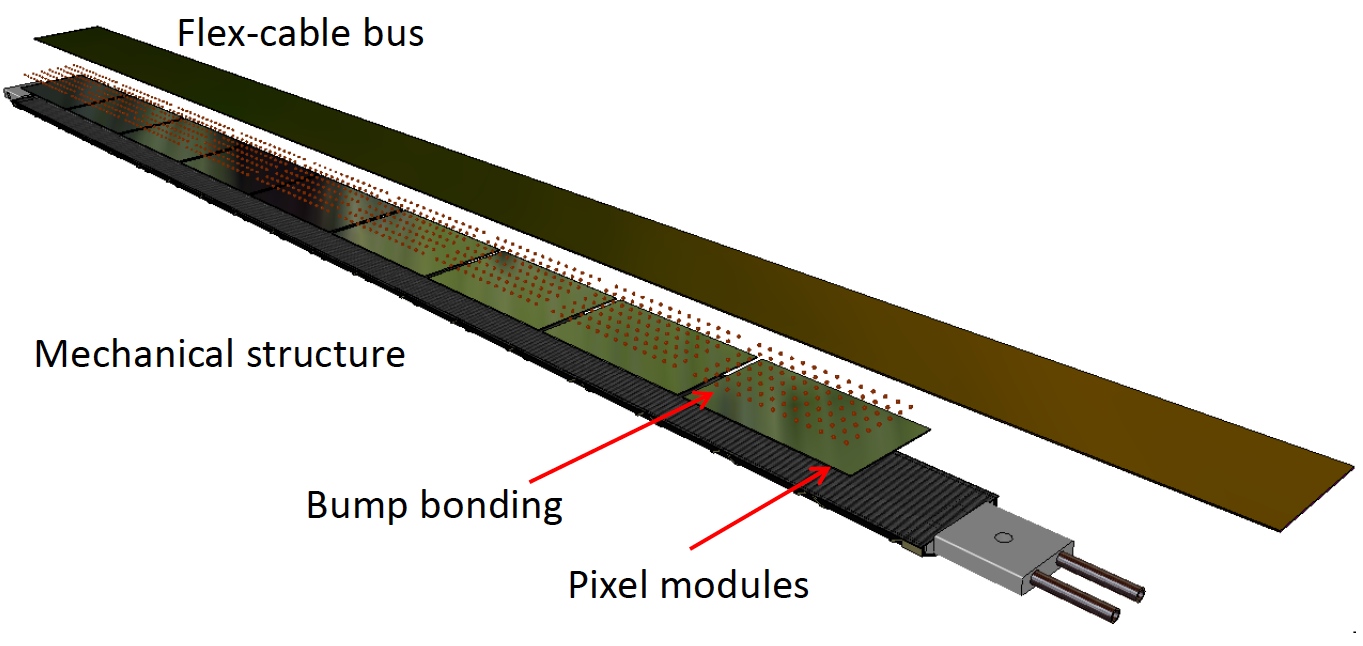 Flex-cable bus
Mechanical structure
Bump bonding
Pixel modules